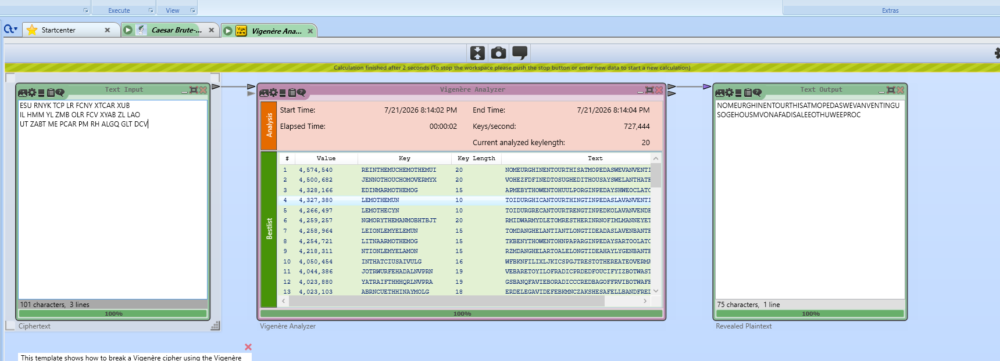 Execute
View
Extras
Startcenter
Caesar Brute-...
Vigenère Ana...
Calculation finished after 2 seconds (To stop the workspace please push the stop button or enter new data to start a new calculation)
Text Input
ESU RNYK TCP LR FCNY XTCAR XUB
IL HMM YL ZMB OLR FCV XYAB ZL LAO
UT ZABT ME PCAR PM RH ALGQ GLT DCV
101 characters, 3 lines
100%
Ciphertext
Vigenère Analyzer
Analysis
Start Time: 7/21/2026 8:14:02 PM End Time: 7/21/2026 8:14:04 PM
Elapsed Time: 00:00:02 Keys/second: 727,444
Current analyzed keylength: 20
Bestlist
# Value Key Key Length Text
1 4,574,540 REINTHEMUCHEMOTHEMUI 20 NOMEURGHINENTOURTHISATMOPEDASWEVANVENTI
2 4,500,682 JENNOTHOUCHOMOVERMYX 20 VOHEZFDFINEDTOSUGHEDITHOUSAYSWELANTHATE
3 4,328,166 EDINMARMOTHEMOG 15 APMEBYTHOWENTOHUULPORGINPEDAYSHWEOCLATO
4 4,327,380 LEMOTHEMUN 10 TOIDURGHICANTOURTHINGTINPEDASLAVANVENTI
5 4,266,497 LEMOTHECYN 10 TOIDURGRECANTOURTRENGTINPEDKOLAVANVENDE
6 4,259,257 NGMORYTHEMANMOBHTBJT 20 RMIDWARMYDLETOMRESTHERINRNOFIMLMANNEYET
7 4,258,964 LEIONLEMYELEMUN 15 TOMDANGHELANTIANTLONGTIDEADASLAVENBANTE
8 4,254,721 LITNAARMOTHEMOG 15 TKBENYTHOWENTOHNPAPARGINPEDAYSARTOOLATO
9 4,218,311 NTIONLEMYELAMON 15 RZMDANGHELARTOALELONGTIDEAHAYLYGENBANTE
10 4,050,454 INTHATCIUSAIVULG 16 WFBKNFILIXLJKICSPGJTRESTOTHEREATEOVERMA
11 4,044,386 JOTRWURFEHADALNVPRN 19 VEBARETOYILOFRADICPRDEDFOUCIFYIZBOTWAST
12 4,023,880 YATRAIFTHHHQRLNVPRA 19 GSBANQFAVIEBORADICCCREDBAGOFFRVIBOTWAFE
13 4,023,103 ABRNCUETHHINAYMOLG 18 ERDELEGAVIDEFEBKMNCZAKSHESAFELLBANDFREI
100%
Vigenère Analyzer
Text Output
NOMEURGHINENTOURTHISATMOPEDASWEVANVENTINGU
SOGEHOUSMVONAFADISALEEOTHUWEEPROC
75 characters, 1 line
100%
Revealed Plaintext
This template shows how to break a Vigenère cipher using the Vigenère